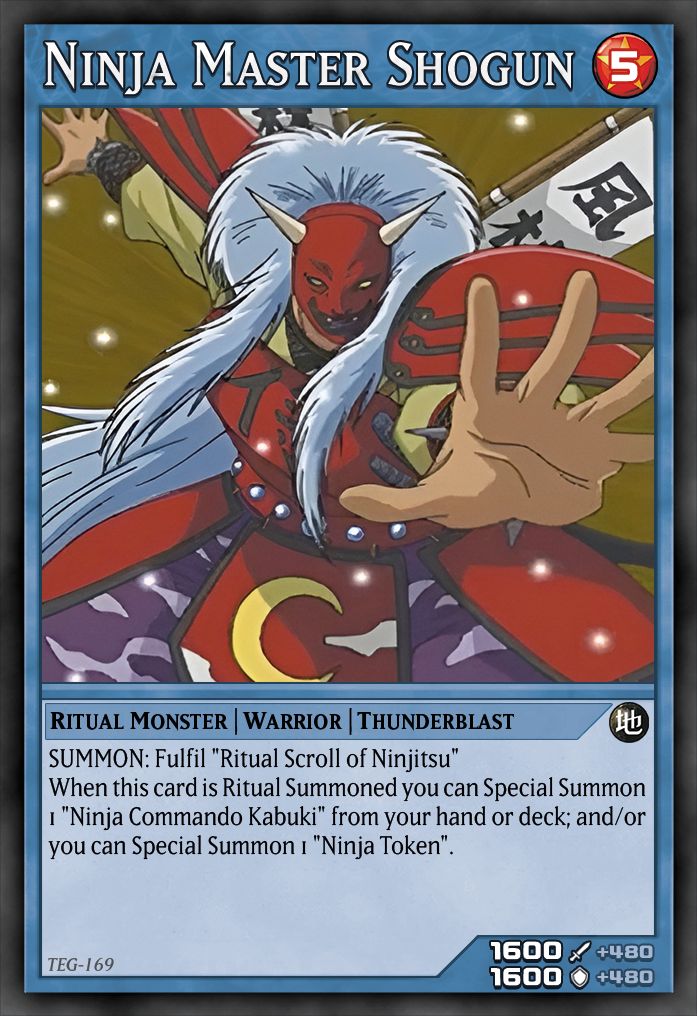 Ninja Master Shogun
5
風
Ritual Monster | Warrior | Thunderblast
SUMMON: Fulfil "Ritual Scroll of Ninjitsu"
When this card is Ritual Summoned you can Special Summon
1 "Ninja Commando Kabuki" from your hand or deck; and/or
you can Special Summon 1 "Ninja Token".
1600 +480
TEG-169
1600 +480